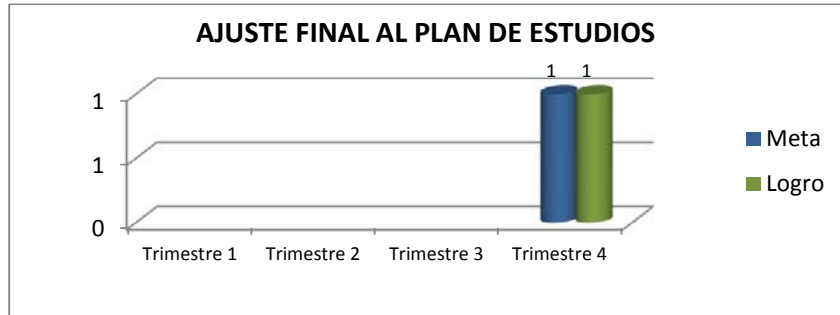 AJUSTE FINAL AL PLAN DE ESTUDIOS
1 1
1
1
0
Trimestre 1 Trimestre 2 Trimestre 3 Trimestre 4
Meta
Logro